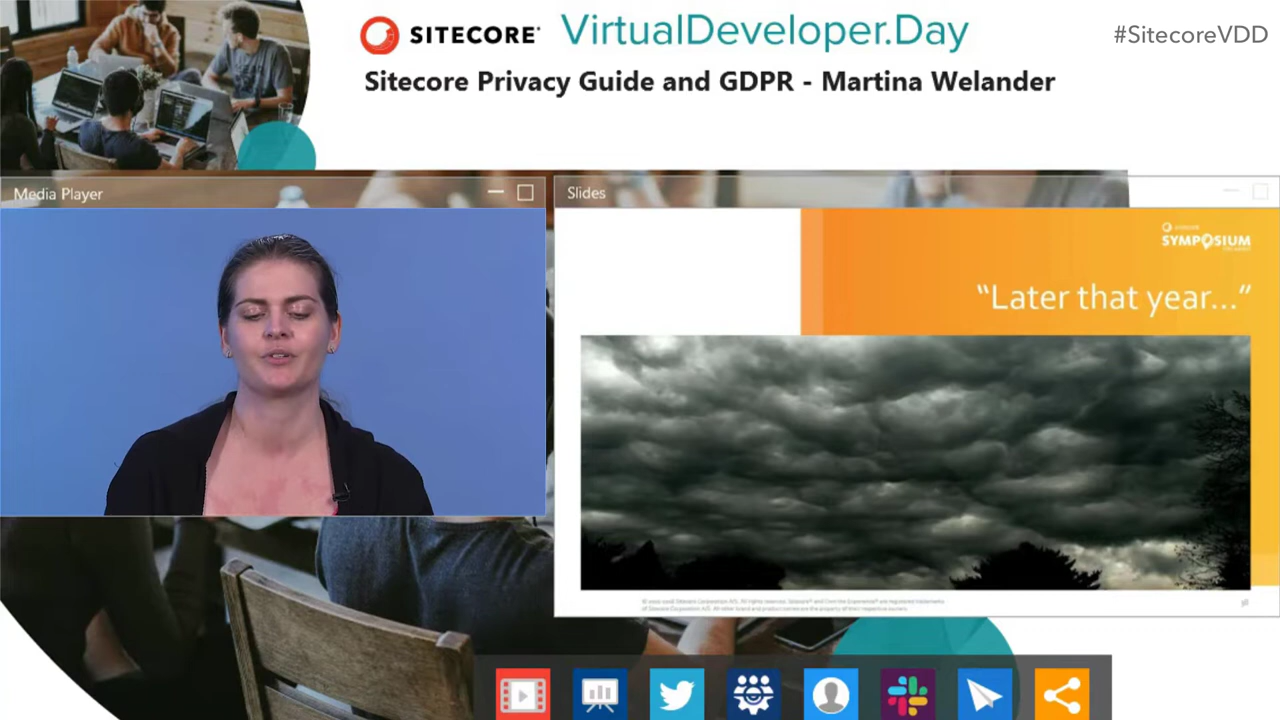 SITECORE® VirtualDeveloper.Day
#SitecoreVDD
Sitecore Privacy Guide and GDPR - Martina Welander
Media Player
Slides
SYMPOSIUM
“Later that year...”